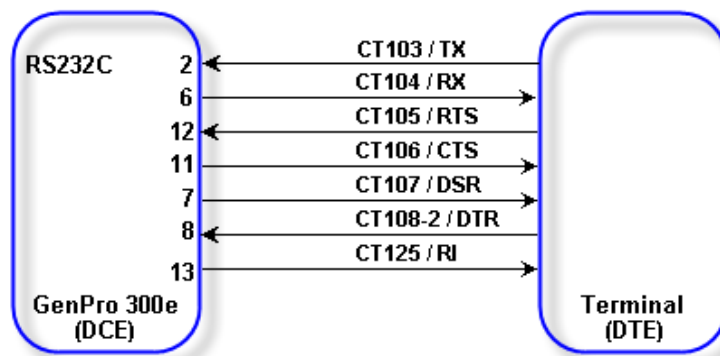 CT103 / TX
RS232C 2
CT104 / RX
6
CT105 / RTS
12
CT106 / CTS
11
CT107 / DSR
7
CT108-2 / DTR
8
CT125 / RI
13
GenPro 300e
(DCE)
Terminal
(DTE)